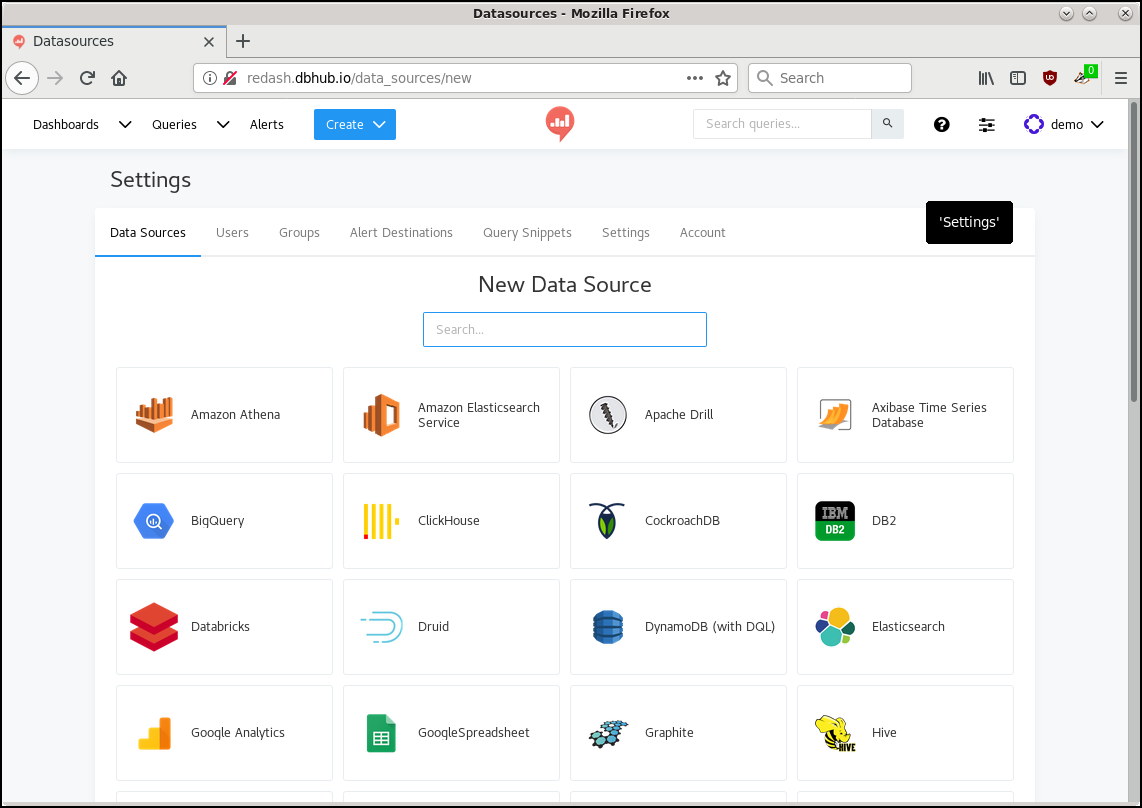 Datasources - Mozilla Firefox
Datasources
redash.dbhub.io/data_sources/new
Search
0
Dashboards
Queries
Alerts
Create
Search queries...
demo
Settings
'Settings'
Data Sources
Users
Groups
Alert Destinations
Query Snippets
Settings
Account
New Data Source
Search...
Amazon Athena
Amazon Elasticsearch
Service
Apache Drill
Axibase Time Series
Database
BigQuery
ClickHouse
CockroachDB
IBM
DB2
DB2
Databricks
Druid
DynamoDB (with DQL)
Elasticsearch
Google Analytics
GoogleSpreadsheet
Graphite
HIVE
Hive